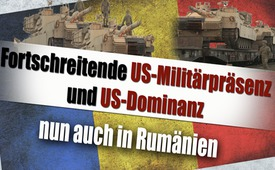 Fortschreitende US-Militärpräsenz
und US-Dominanz
nun auch in Rumänien